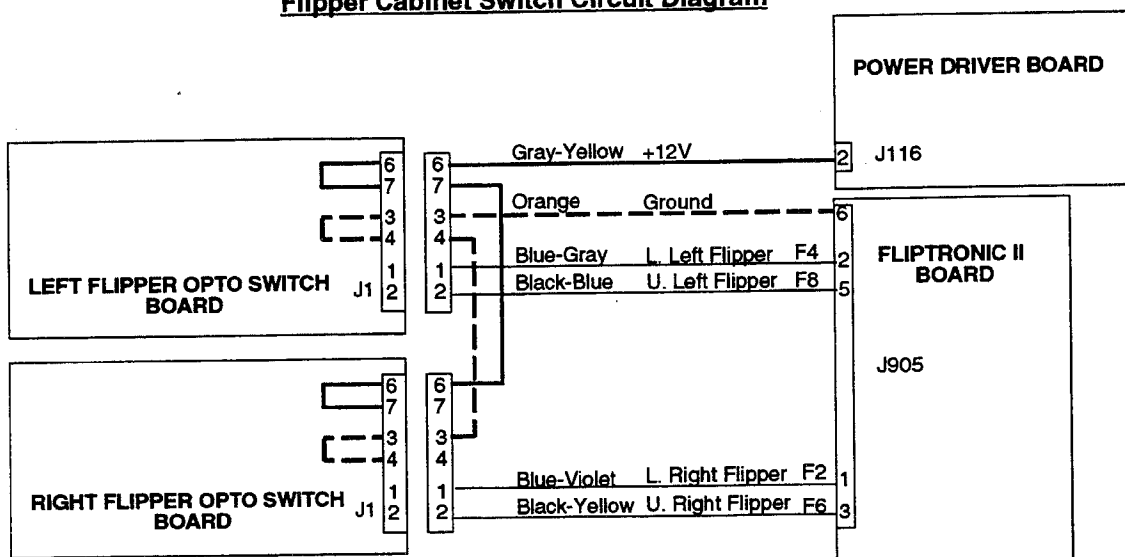 Flipper Cabinet Switch Circuit Diagram
POWER DRIVER BOARD
2 J116
6 6 Gray-Yellow +12V
7 7
3 3 Orange Ground 6
4 4
1 1 Blue-Gray L. Left Flipper F4 2
J1 2 2 Black-Blue U. Left Flipper F8 5
LEFT FLIPPER OPTO SWITCH
BOARD
FLIPTRONIC II
BOARD
J905
6 6
7 7
3 3
4 4
1 1 Blue-Violet L. Right Flipper F2 1
J1 2 2 Black-Yellow U. Right Flipper F6 3
RIGHT FLIPPER OPTO SWITCH
BOARD